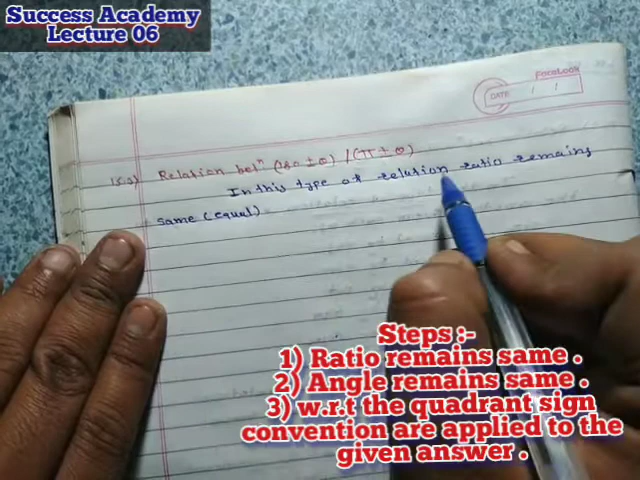 Success Academy
Lecture 06
FocaLook
DATE / /
Relation betⁿ (180 ± θ) / (π ± θ)
In this type of relation ratio remains
same (equal)
Steps :-
1) Ratio remains same .
2) Angle remains same .
3) w.r.t the quadrant sign
convention are applied to the
given answer .